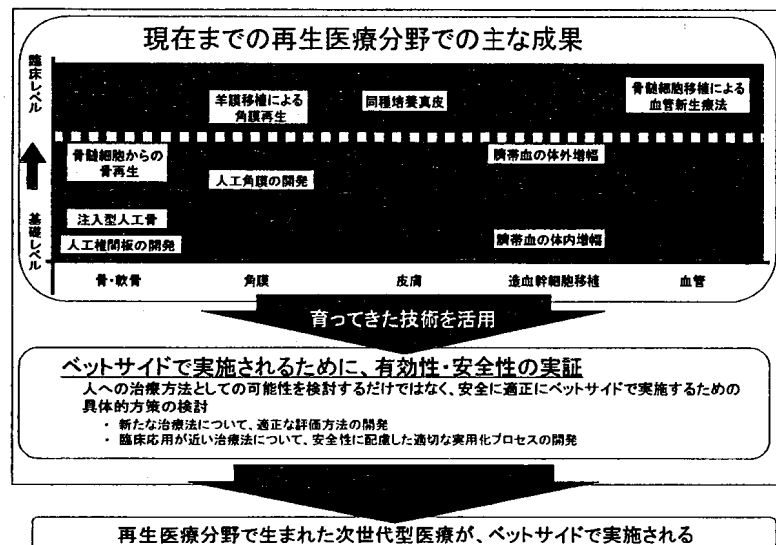 現在までの再生医療分野での主な成果
臨床レベル
羊膜移植による
角膜再生
同種培養真皮
骨髄細胞移植による
血管新生療法
骨髄細胞からの
骨再生
人工角膜の開発
臍帯血の体外増幅
基礎レベル
注入型人工骨
人工椎間板の開発
臍帯血の体内増幅
骨・軟骨
角膜
皮膚
造血幹細胞移植
血管
育ってきた技術を活用
ベットサイドで実施されるために、有効性・安全性の実証
人への治療方法としての可能性を検討するだけではなく、安全に適正にベットサイドで実施するための
具体的方策の検討
・ 新たな治療法について、適正な評価方法の開発
・ 臨床応用が近い治療法について、安全性に配慮した適切な実用化プロセスの開発
再生医療分野で生まれた次世代型医療が、ベットサイドで実施される